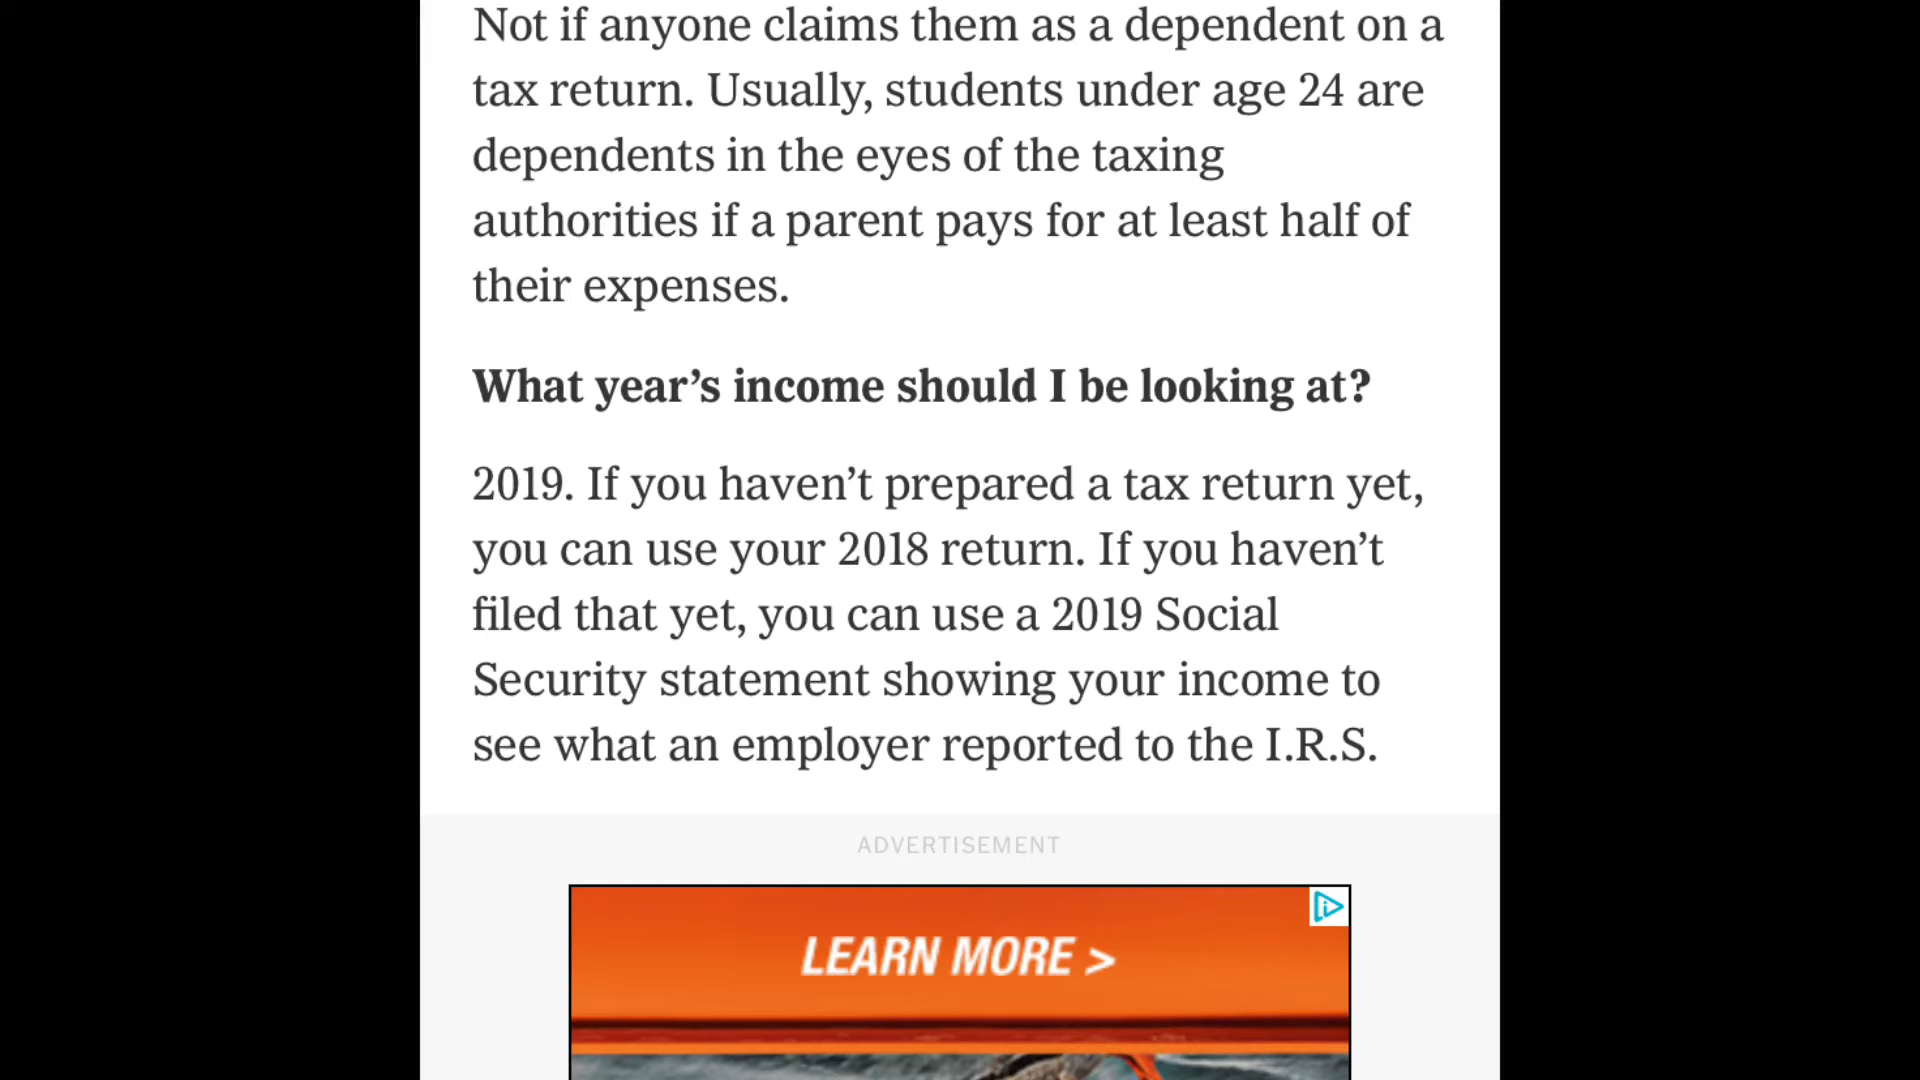 Not if anyone claims them as a dependent on a
tax return. Usually, students under age 24 are
dependents in the eyes of the taxing
authorities if a parent pays for at least half of
their expenses.
What year’s income should I be looking at?
2019. If you haven’t prepared a tax return yet,
you can use your 2018 return. If you haven’t
filed that yet, you can use a 2019 Social
Security statement showing your income to
see what an employer reported to the I.R.S.
ADVERTISEMENT
LEARN MORE >